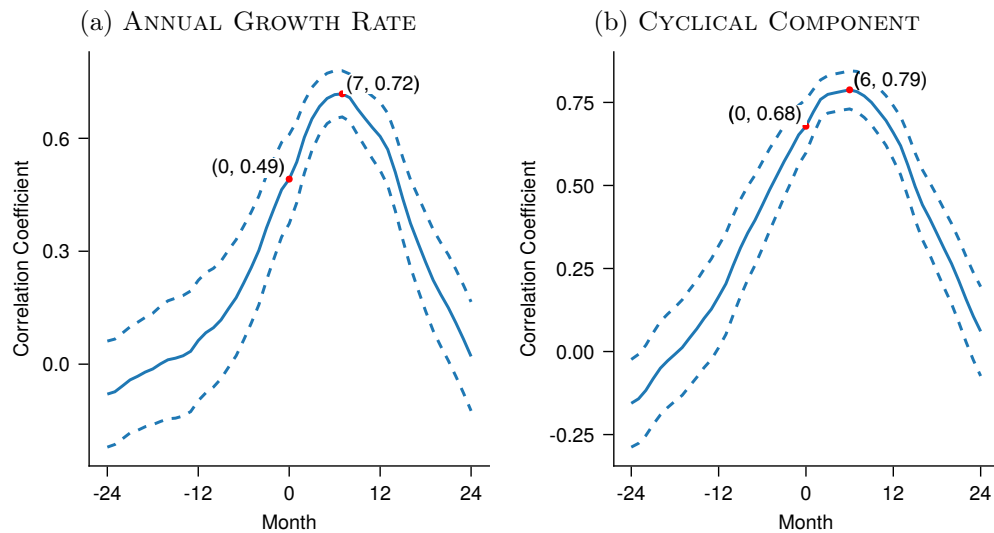 (a) ANNUAL GROWTH RATE
(7, 0.72)
(0, 0.49)
0.6
0.3
0.0
Correlation Coefficient
-24 -12 0 12 24
Month
(b) CYCLICAL COMPONENT
(6, 0.79)
(0, 0.68)
0.75
0.50
0.25
0.00
-0.25
Correlation Coefficient
-24 -12 0 12 24
Month